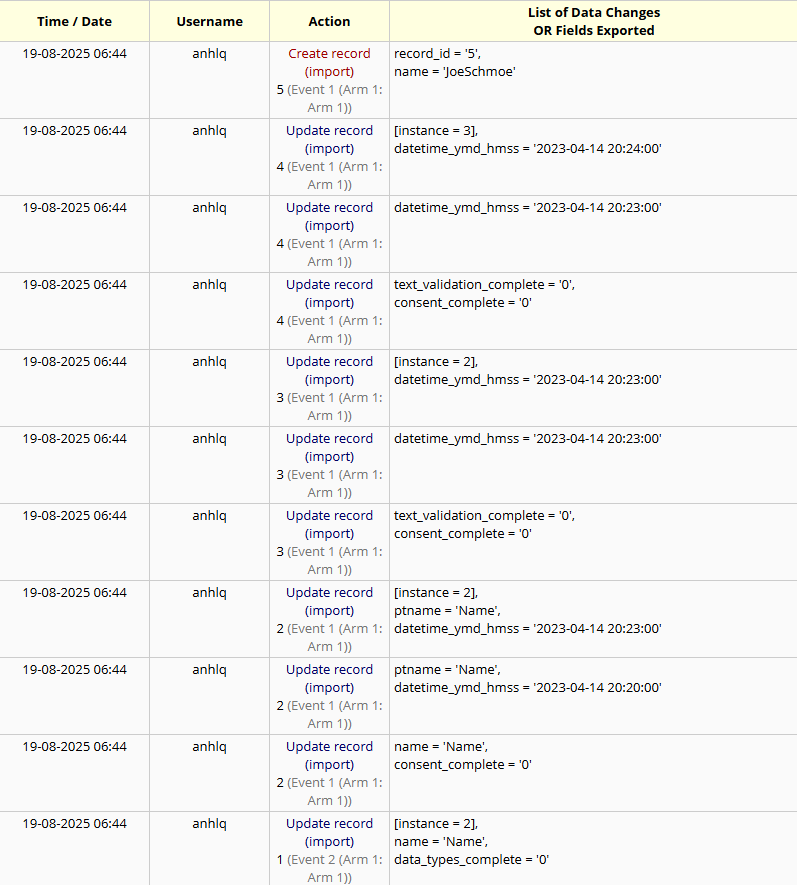 Time / Date Username Action List of Data Changes
OR Fields Exported
19-08-2025 06:44 anhlq Create record record_id = '5',
(import) name = 'JoeSchmoe'
5 (Event 1 (Arm 1:
Arm 1))
19-08-2025 06:44 anhlq Update record [instance = 3],
(import) datetime_ymd_hmss = '2023-04-14 20:24:00'
4 (Event 1 (Arm 1:
Arm 1))
19-08-2025 06:44 anhlq Update record datetime_ymd_hmss = '2023-04-14 20:23:00'
(import)
4 (Event 1 (Arm 1:
Arm 1))
19-08-2025 06:44 anhlq Update record text_validation_complete = '0',
(import) consent_complete = '0'
4 (Event 1 (Arm 1:
Arm 1))
19-08-2025 06:44 anhlq Update record [instance = 2],
(import) datetime_ymd_hmss = '2023-04-14 20:23:00'
3 (Event 1 (Arm 1:
Arm 1))
19-08-2025 06:44 anhlq Update record datetime_ymd_hmss = '2023-04-14 20:23:00'
(import)
3 (Event 1 (Arm 1:
Arm 1))
19-08-2025 06:44 anhlq Update record text_validation_complete = '0',
(import) consent_complete = '0'
3 (Event 1 (Arm 1:
Arm 1))
19-08-2025 06:44 anhlq Update record [instance = 2],
(import) ptname = 'Name',
2 (Event 1 (Arm 1: datetime_ymd_hmss = '2023-04-14 20:23:00'
Arm 1))
19-08-2025 06:44 anhlq Update record ptname = 'Name',
(import) datetime_ymd_hmss = '2023-04-14 20:20:00'
2 (Event 1 (Arm 1:
Arm 1))
19-08-2025 06:44 anhlq Update record name = 'Name',
(import) consent_complete = '0'
2 (Event 1 (Arm 1:
Arm 1))
19-08-2025 06:44 anhlq Update record [instance = 2],
(import) name = 'Name',
1 (Event 2 (Arm 1: data_types_complete = '0'
Arm 1))